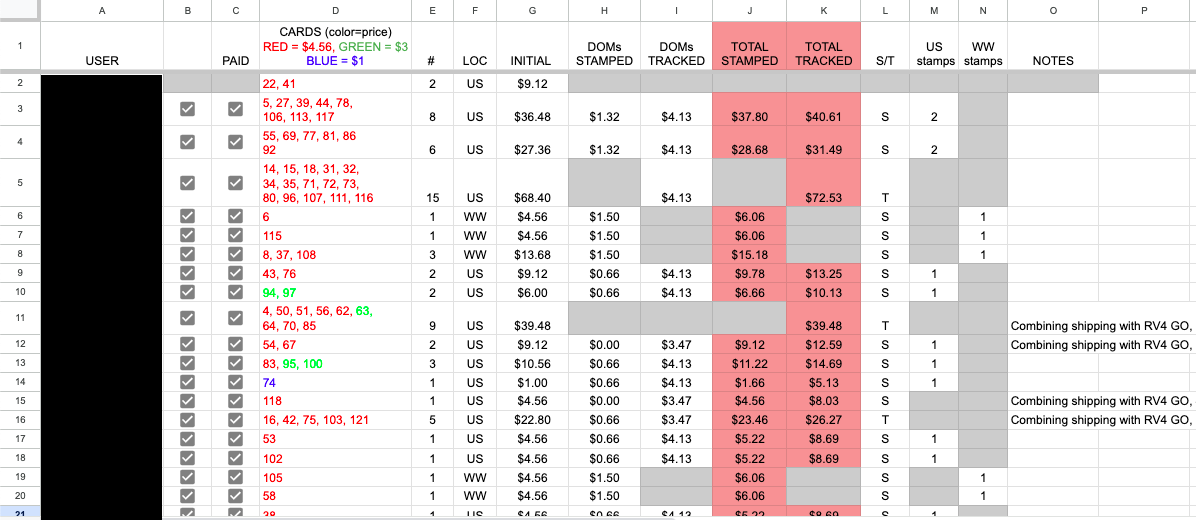 A B C D E F G H I J K L M N O P
1 USER PAID CARDS (color=price) RED = $4.56, GREEN = $3 BLUE = $1 # LOC INITIAL DOMs STAMPED DOMs TRACKED TOTAL STAMPED TOTAL TRACKED S/T US stamps WW stamps NOTES
2 22, 41 2 US $9.12
3 5, 27, 39, 44, 78, 106, 113, 117 8 US $36.48 $1.32 $4.13 $37.80 $40.61 S 2
4 55, 69, 77, 81, 86 92 6 US $27.36 $1.32 $4.13 $28.68 $31.49 S 2
5 14, 15, 18, 31, 32, 34, 35, 71, 72, 73, 80, 96, 107, 111, 116 15 US $68.40 $4.13 $72.53 T
6 6 1 WW $4.56 $1.50 $6.06 S 1
7 115 1 WW $4.56 $1.50 $6.06 S 1
8 8, 37, 108 3 WW $13.68 $1.50 $15.18 S 1
9 43, 76 2 US $9.12 $0.66 $4.13 $9.78 $13.25 S 1
10 94, 97 2 US $6.00 $0.66 $4.13 $6.66 $10.13 S 1
11 4, 50, 51, 56, 62, 63, 64, 70, 85 9 US $39.48 $39.48 T Combining shipping with RV4 GO,
12 54, 67 2 US $9.12 $0.00 $3.47 $9.12 $12.59 S 1 Combining shipping with RV4 GO,
13 83, 95, 100 3 US $10.56 $0.66 $4.13 $11.22 $14.69 S 1
14 74 1 US $1.00 $0.66 $4.13 $1.66 $5.13 S 1
15 118 1 US $4.56 $0.00 $3.47 $4.56 $8.03 S Combining shipping with RV4 GO,
16 16, 42, 75, 103, 121 5 US $22.80 $0.66 $3.47 $23.46 $26.27 T Combining shipping with RV4 GO,
17 53 1 US $4.56 $0.66 $4.13 $5.22 $8.69 S 1
18 102 1 US $4.56 $0.66 $4.13 $5.22 $8.69 S 1
19 105 1 WW $4.56 $1.50 $6.06 S 1
20 58 1 WW $4.56 $1.50 $6.06 S 1
21 38 1 US $4.56 $0.66 $4.13 $5.22 $8.69 S 1